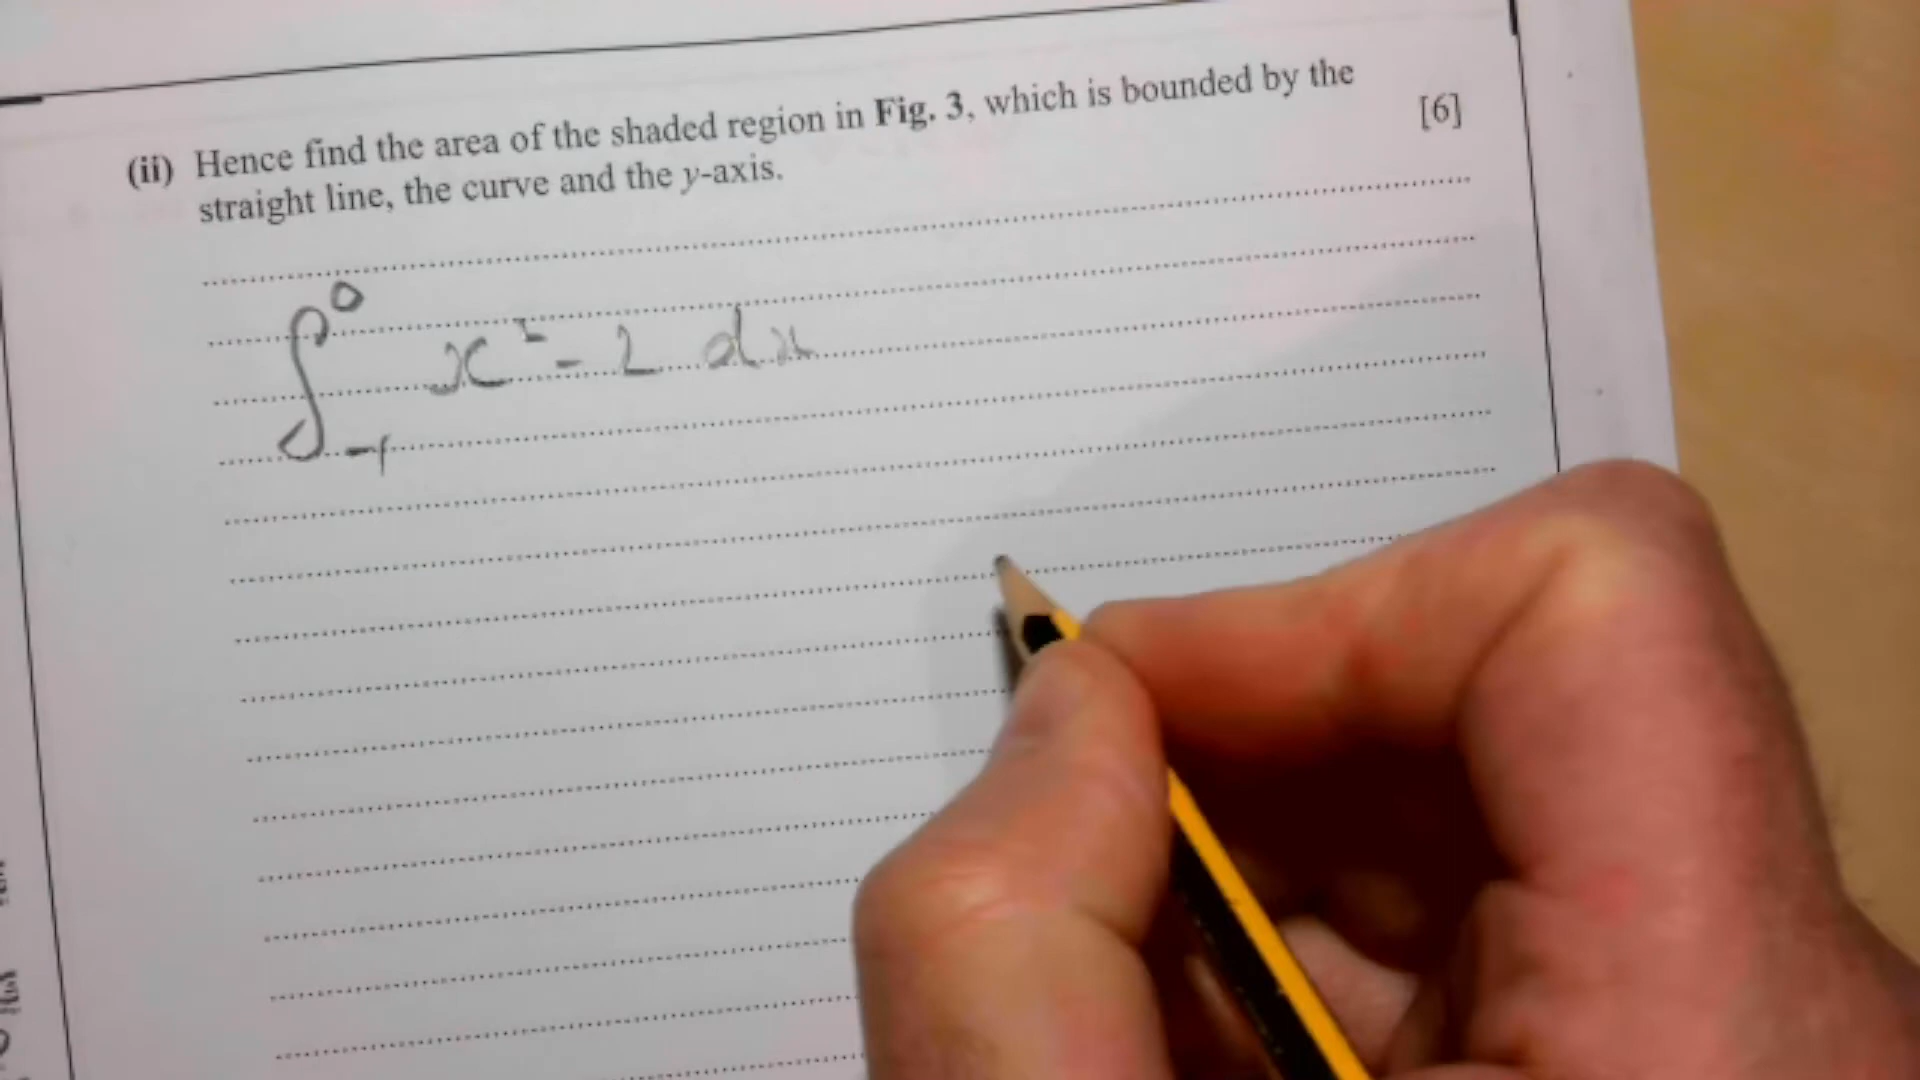 (ii) Hence find the area of the shaded region in Fig. 3, which is bounded by the
straight line, the curve and the y-axis. [6]
∫₋₁⁰ x² - 2 dx